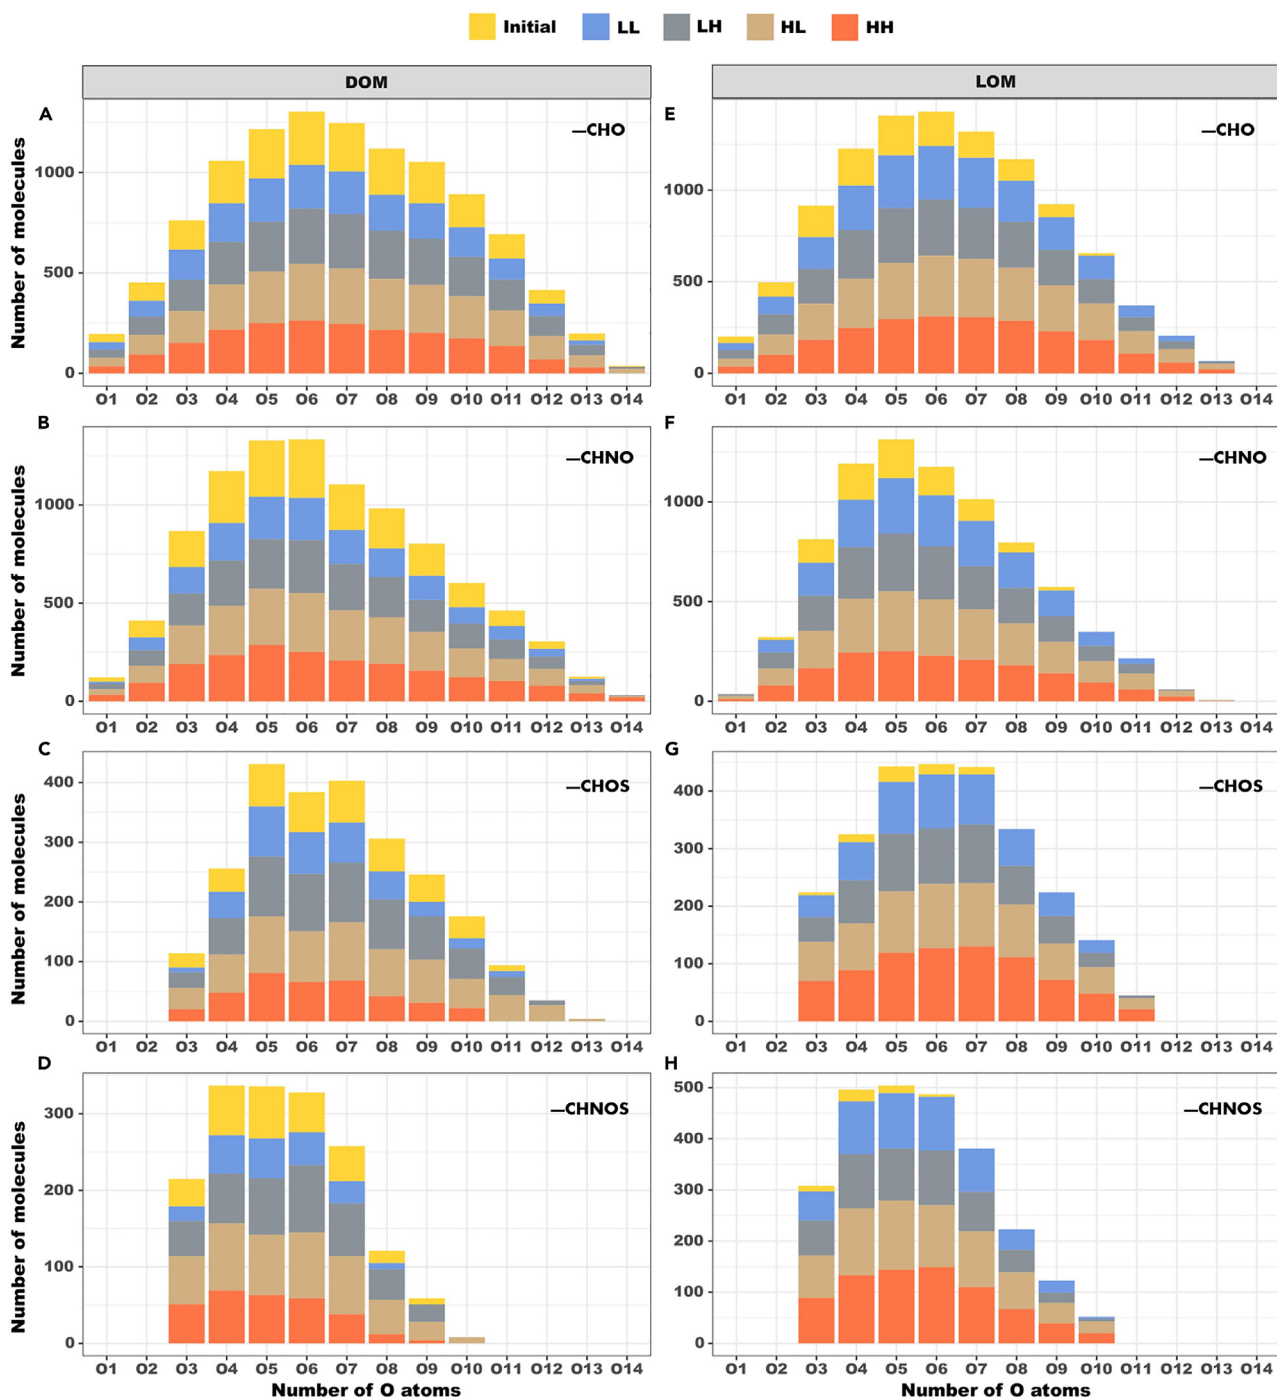 Initial LL LH HL HH
DOM
A
—CHO
Number of molecules
1000
500
0
O1 O2 O3 O4 O5 O6 O7 O8 O9 O10 O11 O12 O13 O14
B
—CHNO
Number of molecules
1000
500
0
O1 O2 O3 O4 O5 O6 O7 O8 O9 O10 O11 O12 O13 O14
C
—CHOS
Number of molecules
400
300
200
100
0
O1 O2 O3 O4 O5 O6 O7 O8 O9 O10 O11 O12 O13 O14
D
—CHNOS
Number of molecules
300
200
100
0
O1 O2 O3 O4 O5 O6 O7 O8 O9 O10 O11 O12 O13 O14
Number of O atoms
LOM
E
—CHO
1000
500
0
O1 O2 O3 O4 O5 O6 O7 O8 O9 O10 O11 O12 O13 O14
F
—CHNO
1000
500
0
O1 O2 O3 O4 O5 O6 O7 O8 O9 O10 O11 O12 O13 O14
G
—CHOS
400
300
200
100
0
O1 O2 O3 O4 O5 O6 O7 O8 O9 O10 O11 O12 O13 O14
H
—CHNOS
500
400
300
200
100
0
O1 O2 O3 O4 O5 O6 O7 O8 O9 O10 O11 O12 O13 O14
Number of O atoms